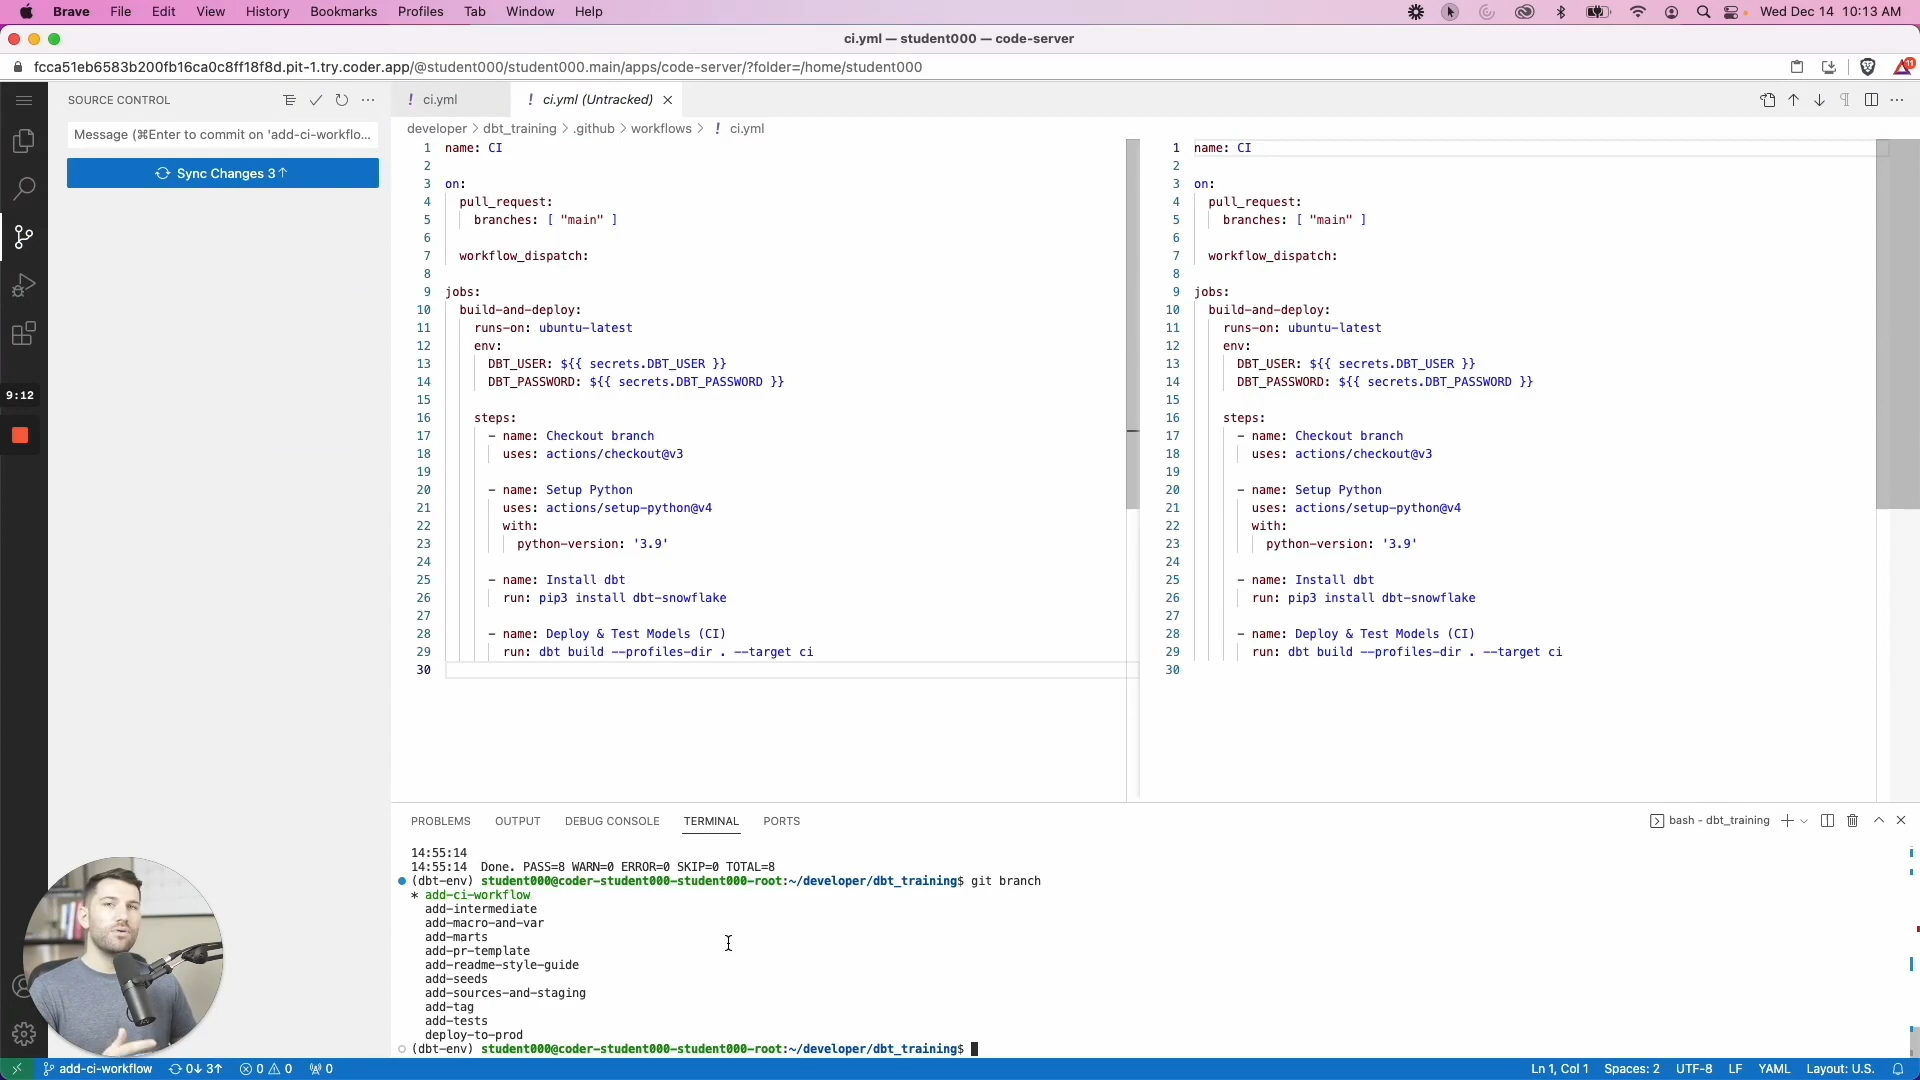 Brave File Edit View History Bookmarks Profiles Tab Window Help Wed Dec 14 10:13 AM
ci.yml — student000 — code-server
fcca51eb6583b200fb16ca0c8ff18f8d.pit-1.try.coder.app/@student000/student000.main/apps/code-server/?folder=/home/student000
11
SOURCE CONTROL
Message (⌘Enter to commit on 'add-ci-workflo...
Sync Changes 3↑
9:12
! ci.yml
! ci.yml (Untracked)
developer > dbt_training > .github > workflows > ! ci.yml
1 name: CI
2
3 on:
4 pull_request:
5 branches: [ "main" ]
6
7 workflow_dispatch:
8
9 jobs:
10 build-and-deploy:
11 runs-on: ubuntu-latest
12 env:
13 DBT_USER: ${{ secrets.DBT_USER }}
14 DBT_PASSWORD: ${{ secrets.DBT_PASSWORD }}
15
16 steps:
17 - name: Checkout branch
18 uses: actions/checkout@v3
19
20 - name: Setup Python
21 uses: actions/setup-python@v4
22 with:
23 python-version: '3.9'
24
25 - name: Install dbt
26 run: pip3 install dbt-snowflake
27
28 - name: Deploy & Test Models (CI)
29 run: dbt build --profiles-dir . --target ci
30
1 name: CI
2
3 on:
4 pull_request:
5 branches: [ "main" ]
6
7 workflow_dispatch:
8
9 jobs:
10 build-and-deploy:
11 runs-on: ubuntu-latest
12 env:
13 DBT_USER: ${{ secrets.DBT_USER }}
14 DBT_PASSWORD: ${{ secrets.DBT_PASSWORD }}
15
16 steps:
17 - name: Checkout branch
18 uses: actions/checkout@v3
19
20 - name: Setup Python
21 uses: actions/setup-python@v4
22 with:
23 python-version: '3.9'
24
25 - name: Install dbt
26 run: pip3 install dbt-snowflake
27
28 - name: Deploy & Test Models (CI)
29 run: dbt build --profiles-dir . --target ci
30
PROBLEMS OUTPUT DEBUG CONSOLE TERMINAL PORTS
bash - dbt_training
14:55:14
14:55:14 Done. PASS=8 WARN=0 ERROR=0 SKIP=0 TOTAL=8
(dbt-env) student000@coder-student000-student000-root:~/developer/dbt_training$ git branch
* add-ci-workflow
add-intermediate
add-macro-and-var
add-marts
add-pr-template
add-readme-style-guide
add-seeds
add-sources-and-staging
add-tag
add-tests
deploy-to-prod
(dbt-env) student000@coder-student000-student000-root:~/developer/dbt_training$
add-ci-workflow 0↓ 3↑ 0 0 0
Ln 1, Col 1 Spaces: 2 UTF-8 LF YAML Layout: U.S.